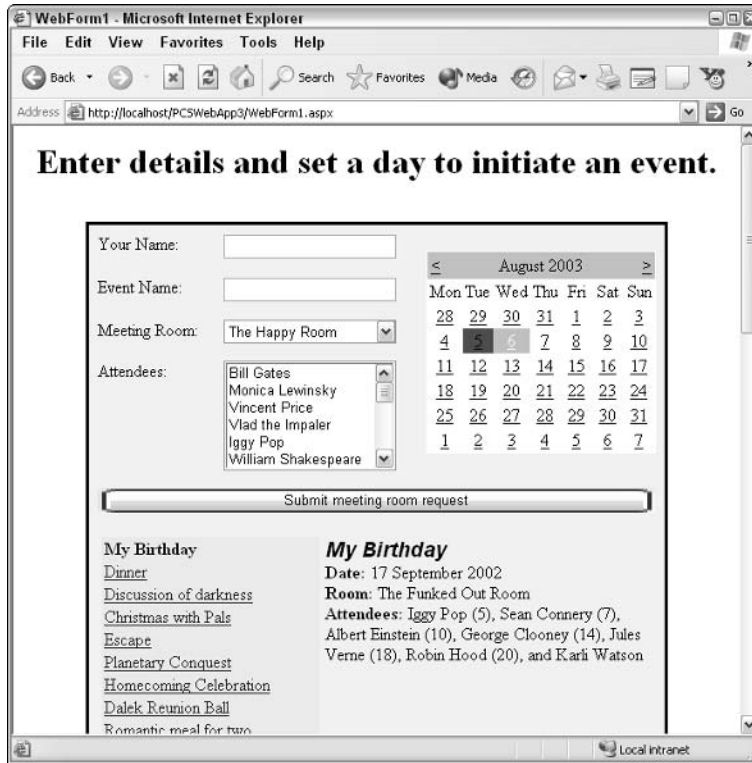 WebForm1 - Microsoft Internet Explorer
File Edit View Favorites Tools Help
Back Search Favorites Media
Address http://localhost/PCSWebApp3/WebForm1.aspx Go
Enter details and set a day to initiate an event.
Your Name:
Event Name:
Meeting Room: The Happy Room
Attendees: Bill Gates
Monica Lewinsky
Vincent Price
Vlad the Impaler
Iggy Pop
William Shakespeare
< August 2003 >
Mon Tue Wed Thu Fri Sat Sun
28 29 30 31 1 2 3
4 5 6 7 8 9 10
11 12 13 14 15 16 17
18 19 20 21 22 23 24
25 26 27 28 29 30 31
1 2 3 4 5 6 7
Submit meeting room request
My Birthday
Dinner
Discussion of darkness
Christmas with Pals
Escape
Planetary Conquest
Homecoming Celebration
Dalek Reunion Ball
Romantic meal for two
My Birthday
Date: 17 September 2002
Room: The Funked Out Room
Attendees: Iggy Pop (5), Sean Connery (7),
Albert Einstein (10), George Clooney (14), Jules
Verne (18), Robin Hood (20), and Karli Watson
Local intranet